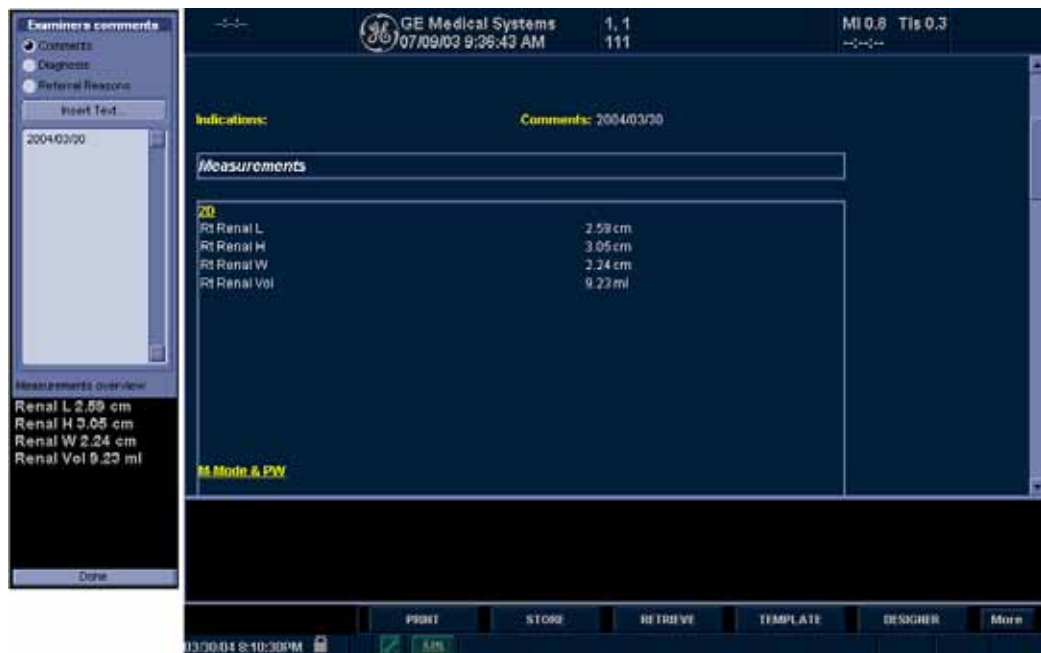 Examiners comments
Comments
Diagnosis
Referral Reasons
Insert Text...
2004/03/30
Measurements overview
Renal L 2.59 cm
Renal H 3.05 cm
Renal W 2.24 cm
Renal Vol 9.23 ml
Done
--:--:--
GE Medical Systems
07/09/03 9:36:43 AM
1, 1
111
MI 0.8 TIs 0.3
--:--:--
Indications: Comments: 2004/03/30
Measurements
2D
Rt Renal L 2.59 cm
Rt Renal H 3.05 cm
Rt Renal W 2.24 cm
Rt Renal Vol 9.23 ml
M-Mode & PW
PRINT STORE RETRIEVE TEMPLATE DESIGNER More
03/30/04 8:10:30PM